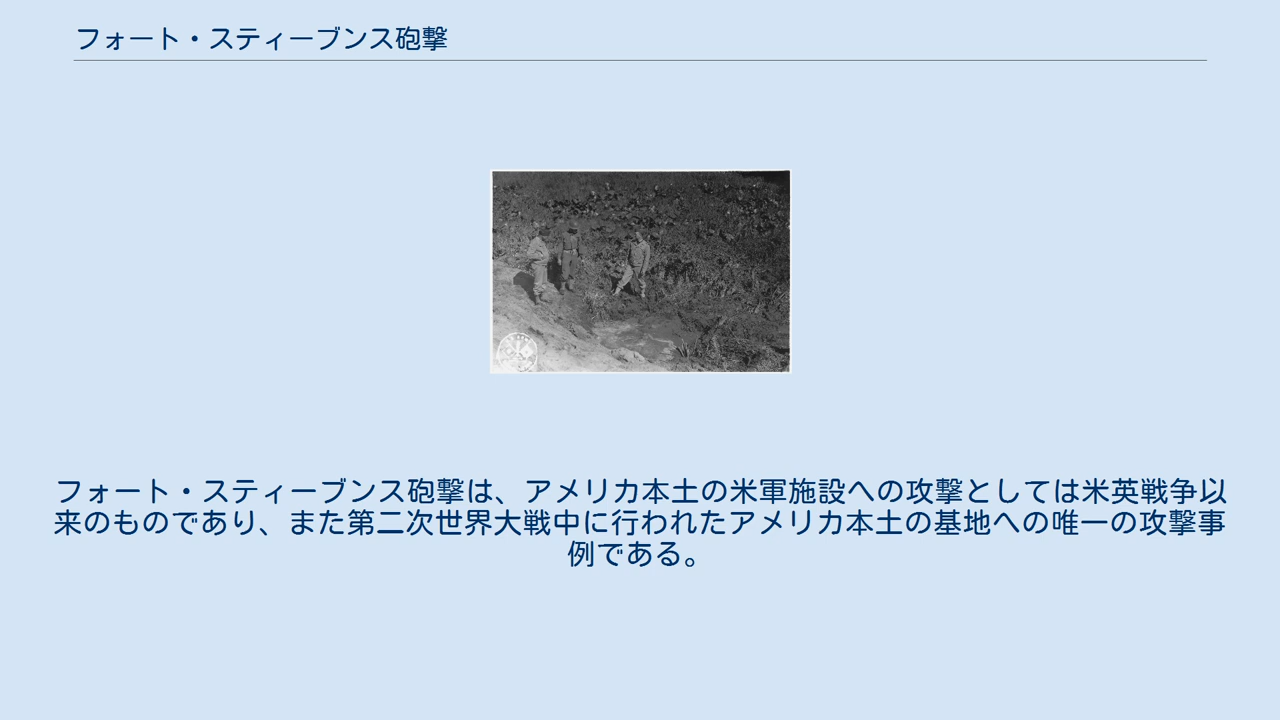 フォート・スティーブンス砲撃
フォート・スティーブンス砲撃は、アメリカ本土の米軍施設への攻撃としては米英戦争以
来のものであり、また第二次世界大戦中に行われたアメリカ本土の基地への唯一の攻撃事
例である。